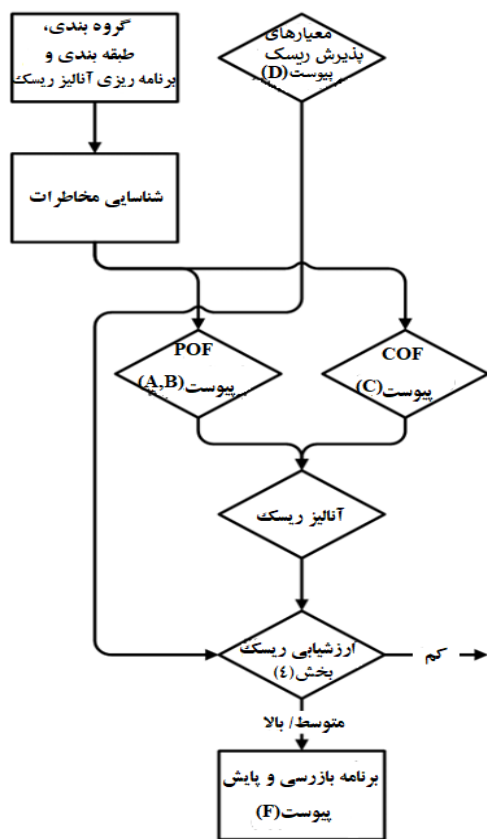 گروه بندی،
طبقه بندی و
برنامه ریزی آنالیز ریسک
معیارهای
پذیرش ریسک
پیوست(D)
شناسایی مخاطرات
POF
پیوست(A,B)
COF
پیوست(C)
آنالیز ریسک
ارزشیابی ریسک
بخش(٤)
کم
متوسط/ بالا
برنامه بازرسی و پایش
پیوست(F)